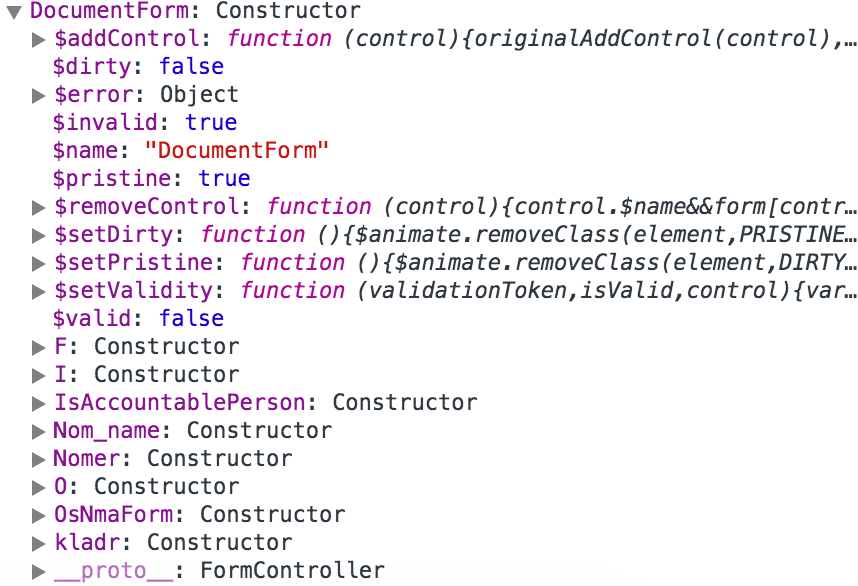 DocumentForm: Constructor
$addControl: function (control){originalAddControl(control),…
$dirty: false
$error: Object
$invalid: true
$name: "DocumentForm"
$pristine: true
$removeControl: function (control){control.$name&&form[contr…
$setDirty: function (){$animate.removeClass(element,PRISTINE…
$setPristine: function (){$animate.removeClass(element,DIRTY…
$setValidity: function (validationToken,isValid,control){var…
$valid: false
F: Constructor
I: Constructor
IsAccountablePerson: Constructor
Nom_name: Constructor
Nomer: Constructor
O: Constructor
OsNmaForm: Constructor
kladr: Constructor
__proto__: FormController